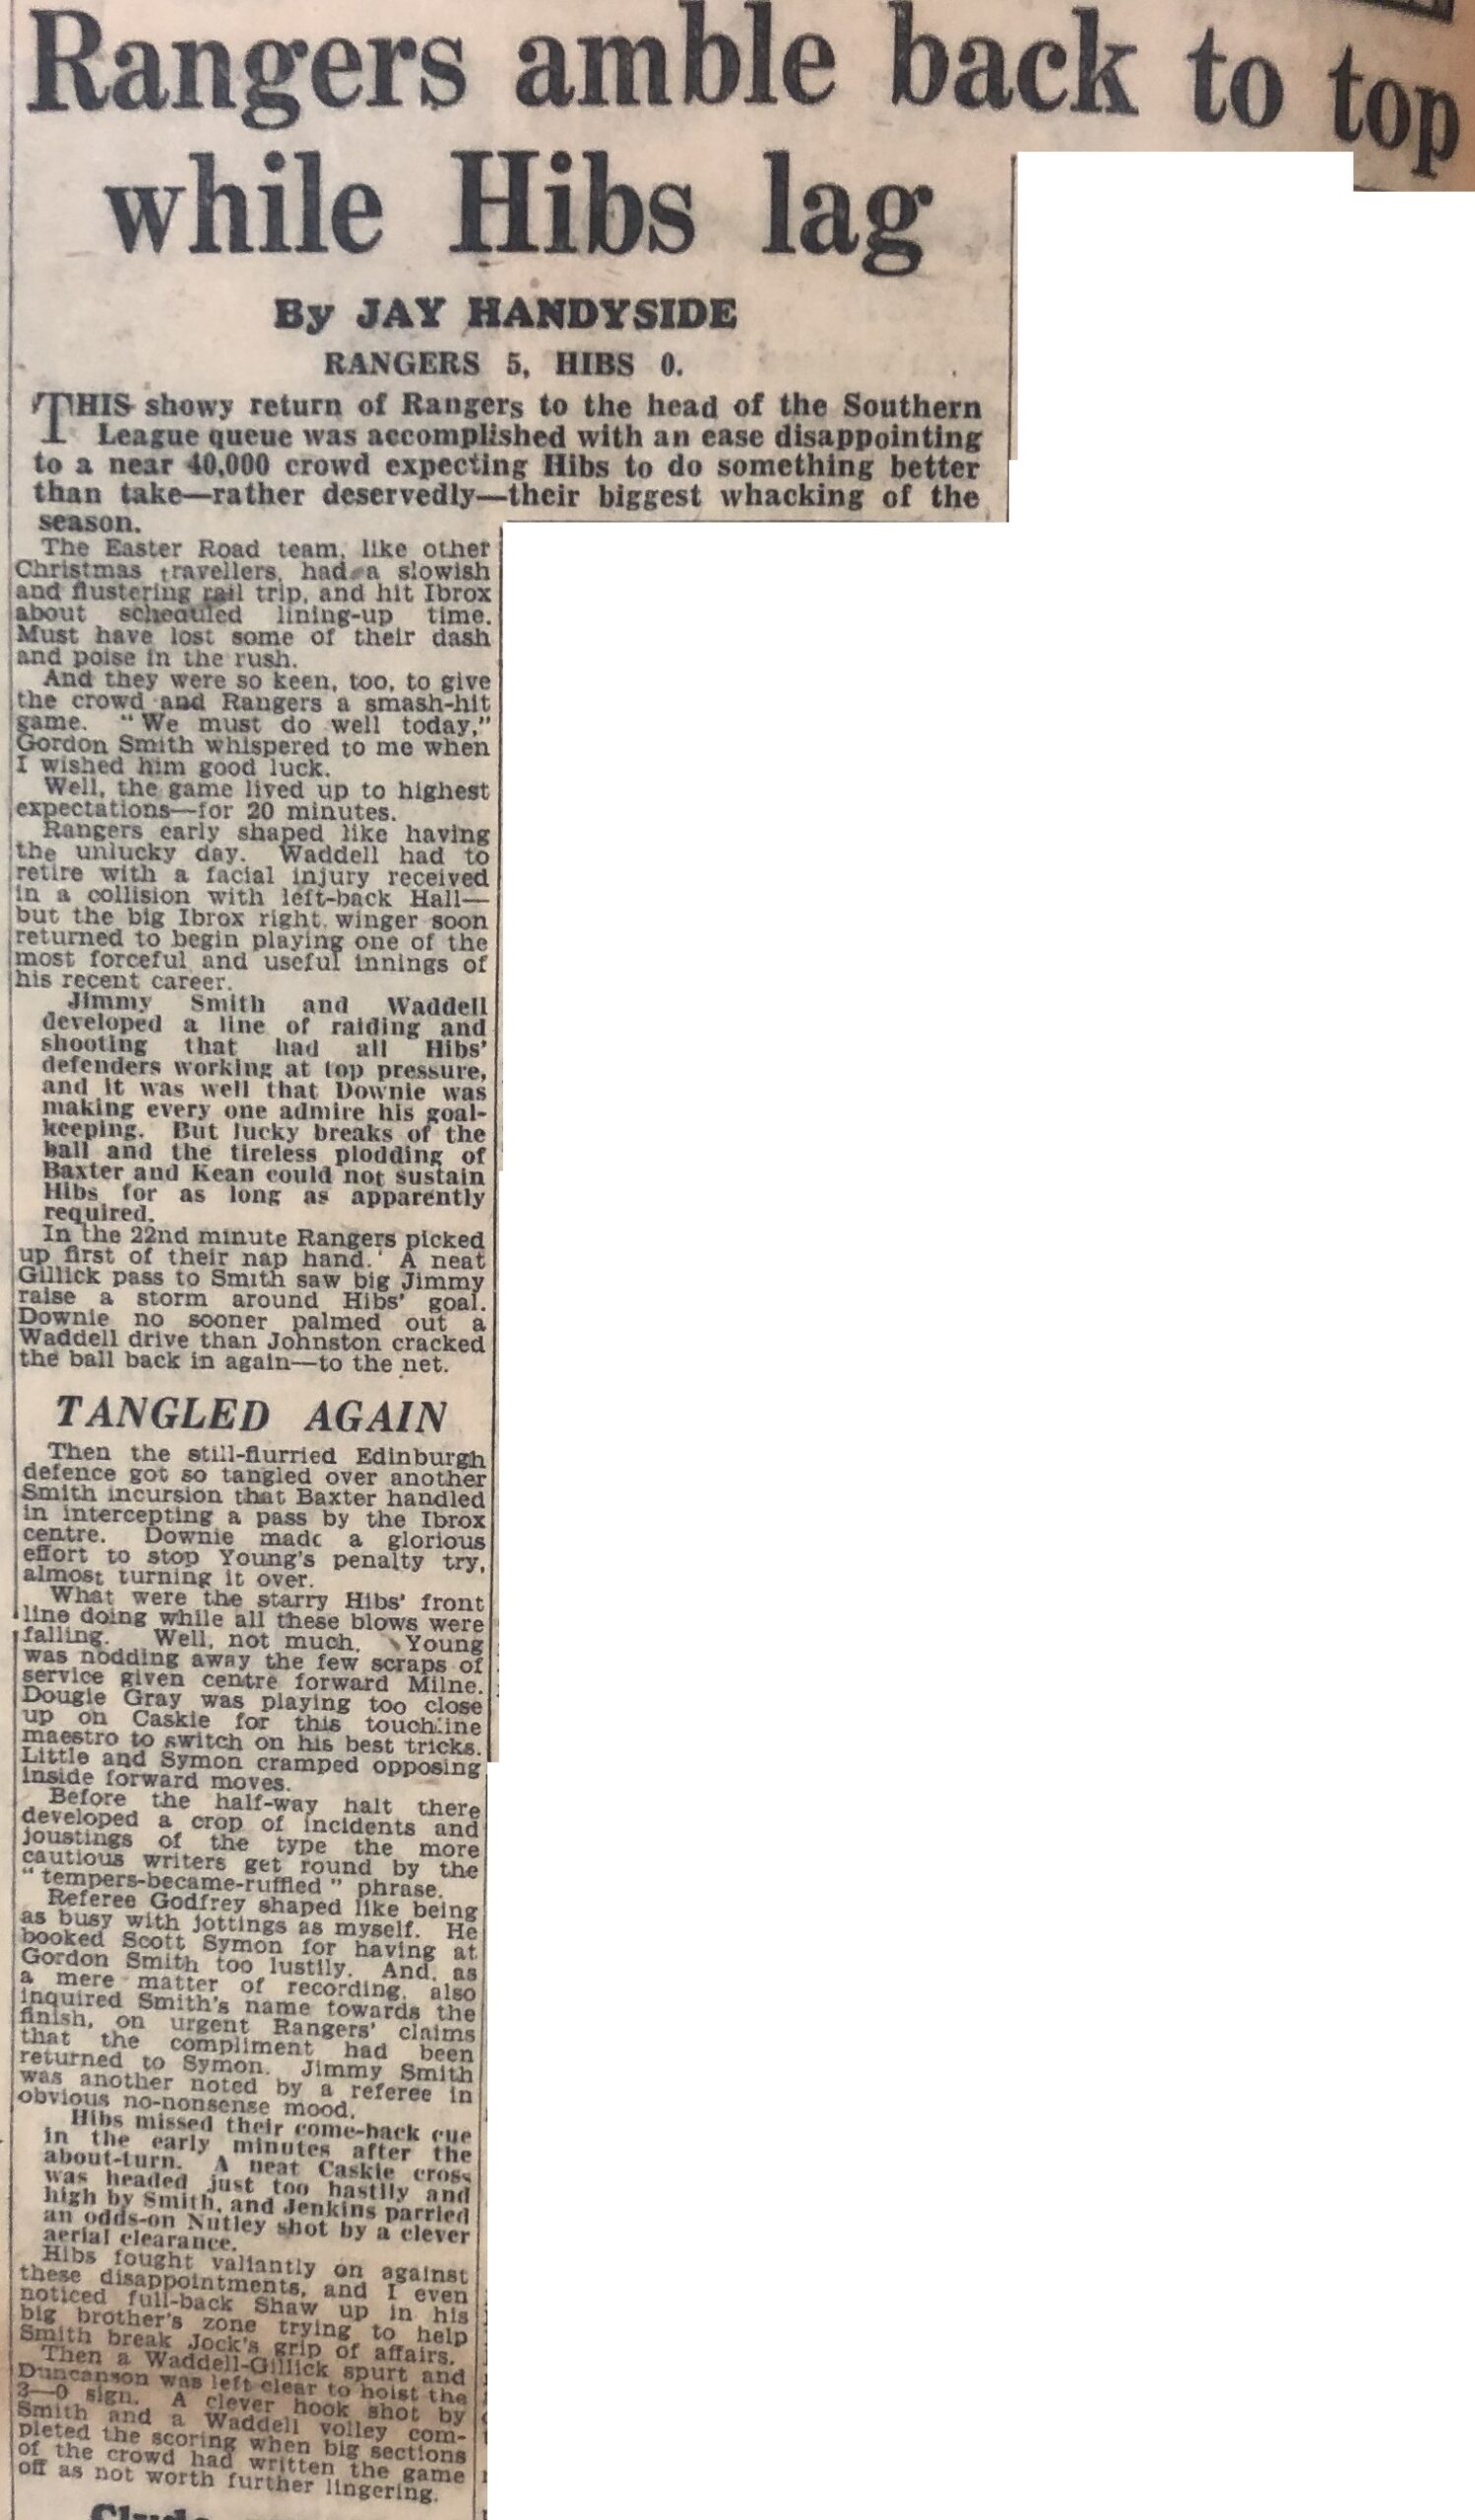 Rangers amble back to top
while Hibs lag
By JAY HANDYSIDE
RANGERS 5, HIBS 0.
THIS showy return of Rangers to the head of the Southern
League queue was accomplished with an ease disappointing
to a near 40,000 crowd expecting Hibs to do something better
than take—rather deservedly—their biggest whacking of the
season.
The Easter Road team, like other
Christmas travellers, had a slowish
and flustering rail trip, and hit Ibrox
about scheduled lining-up time.
Must have lost some of their dash
and poise in the rush.
And they were so keen, too, to give
the crowd and Rangers a smash-hit
game. "We must do well today,"
Gordon Smith whispered to me when
I wished him good luck.
Well, the game lived up to highest
expectations—for 20 minutes.
Rangers early shaped like having
the unlucky day. Waddell had to
retire with a facial injury received
in a collision with left-back Hall—
but the big Ibrox right winger soon
returned to begin playing one of the
most forceful and useful innings of
his recent career.
Jimmy Smith and Waddell
developed a line of raiding and
shooting that had all Hibs'
defenders working at top pressure,
and it was well that Downie was
making every one admire his goal-
keeping. But lucky breaks of the
ball and the tireless plodding of
Baxter and Kean could not sustain
Hibs for as long as apparently
required.
In the 22nd minute Rangers picked
up first of their nap hand. A neat
Gillick pass to Smith saw big Jimmy
raise a storm around Hibs' goal.
Downie no sooner palmed out a
Waddell drive than Johnston cracked
the ball back in again—to the net.
TANGLED AGAIN
Then the still-flurried Edinburgh
defence got so tangled over another
Smith incursion that Baxter handled
in intercepting a pass by the Ibrox
centre. Downie made a glorious
effort to stop Young's penalty try,
almost turning it over.
What were the starry Hibs' front
line doing while all these blows were
falling. Well, not much. Young
was nodding away the few scraps of
service given centre forward Milne.
Dougie Gray was playing too close
up on Caskie for this touchline
maestro to switch on his best tricks.
Little and Symon cramped opposing
inside forward moves.
Before the half-way halt there
developed a crop of incidents and
joustings of the type the more
cautious writers get round by the
"tempers-became-ruffled" phrase.
Referee Godfrey shaped like being
as busy with jottings as myself. He
booked Scott Symon for having at
Gordon Smith too lustily. And, as
a mere matter of recording, also
inquired Smith's name towards the
finish, on urgent Rangers' claims
that the compliment had been
returned to Symon. Jimmy Smith
was another noted by a referee in
obvious no-nonsense mood.
Hibs missed their come-back cue
in the early minutes after the
about-turn. A neat Caskie cross
was headed just too hastily and
high by Smith, and Jenkins parried
an odds-on Nutley shot by a clever
aerial clearance.
Hibs fought valiantly on against
these disappointments, and I even
noticed full-back Shaw up in his
big brother's zone trying to help
Smith break Jock's grip of affairs.
Then a Waddell-Gillick spurt and
Duncanson was left clear to hoist the
3—0 sign. A clever hook shot by
Smith and a Waddell volley com-
pleted the scoring when big sections
of the crowd had written the game
off as not worth further lingering.
Clyde